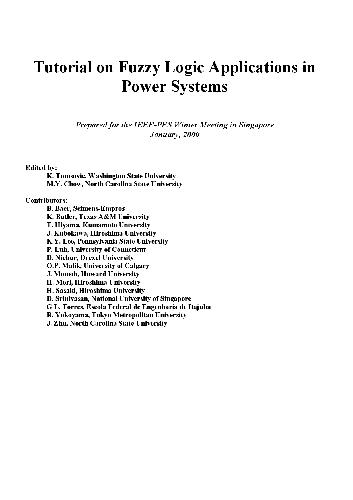 Tutorial on Fuzzy Logic Applications in
Power Systems
Prepared for the IEEE-PES Winter Meeting in Singapore
January, 2000
Edited by:
K. Tomsovic, Washington State University
M.Y. Chow, North Carolina State University
Contributors:
B. Baer, Seimens-Empros
K. Butler, Texas A&M University
T. Hiyama, Kumamoto University
J. Kubokawa, Hiroshima University
K.Y. Lee, Pennsylvania State University
P. Luh, University of Connecticut
D. Niebur, Drexel University
O.P. Malik, University of Calgary
J. Momoh, Howard University
H. Mori, Hiroshima University
H. Sasaki, Hiroshima University
D. Srinivasan, National University of Singapore
G.L. Torres, Escola Federal de Engenharia de Itajuba
R. Yokoyama, Tokyo Metropolitan University
J. Zhu, North Carolina State University